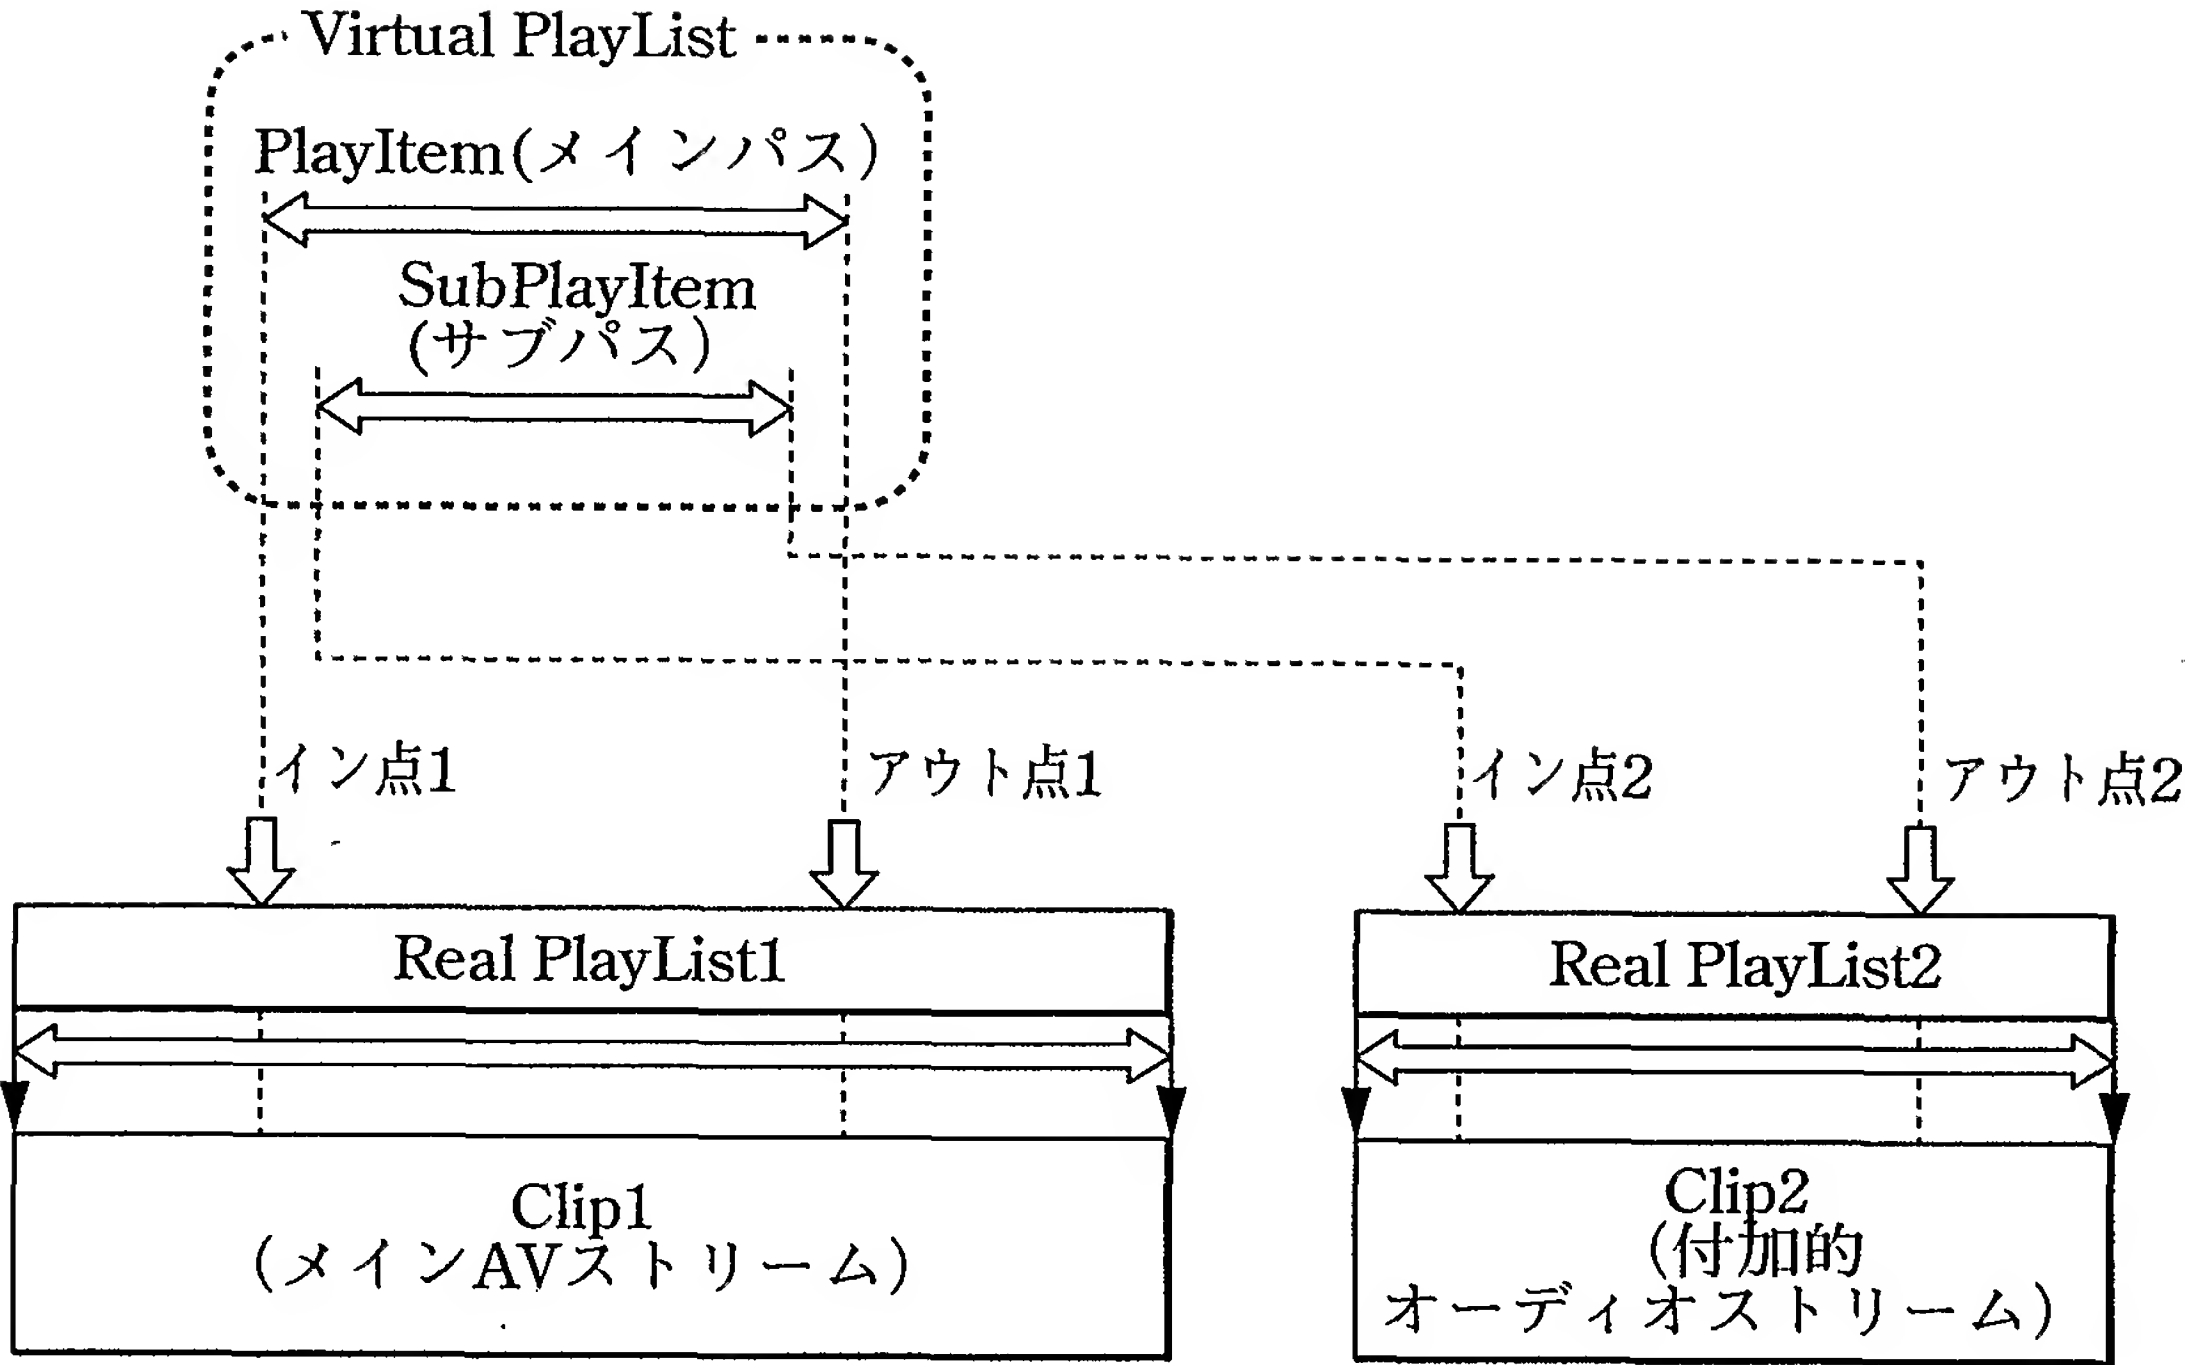 Virtual PlayList
PlayItem(メインパス)
SubPlayItem
(サブパス)
イン点1
アウト点1
イン点2
アウト点2
Real PlayList1
Real PlayList2
Clip1
(メインAVストリーム)
Clip2
(付加的
オーディオストリーム)